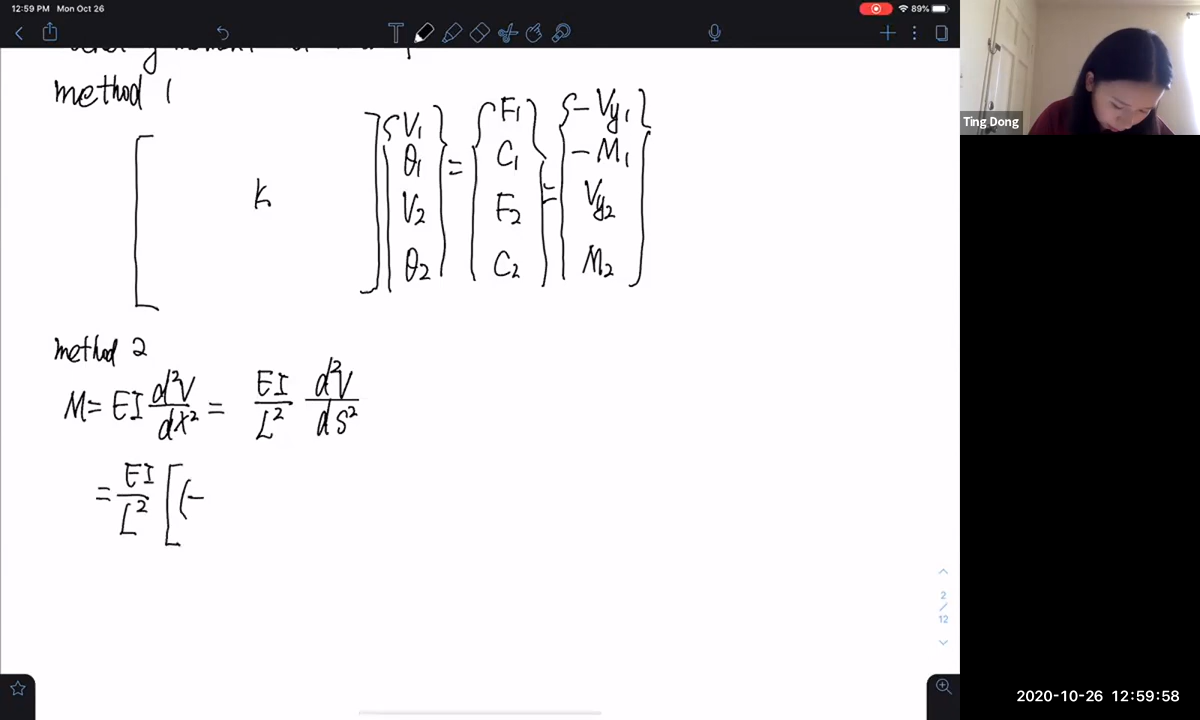 12:59 PM Mon Oct 26
89%
method 1
[ K ] { V₁ θ₁ V₂ θ₂ } = { F₁ C₁ F₂ C₂ } = { -Vy₁ -M₁ Vy₂ M₂ }
method 2
M = EI d²V/dx² = EI/L² d²V/ds²
= EI/L² [(-
Ting Dong
2
/
12
2020-10-26 12:59:58